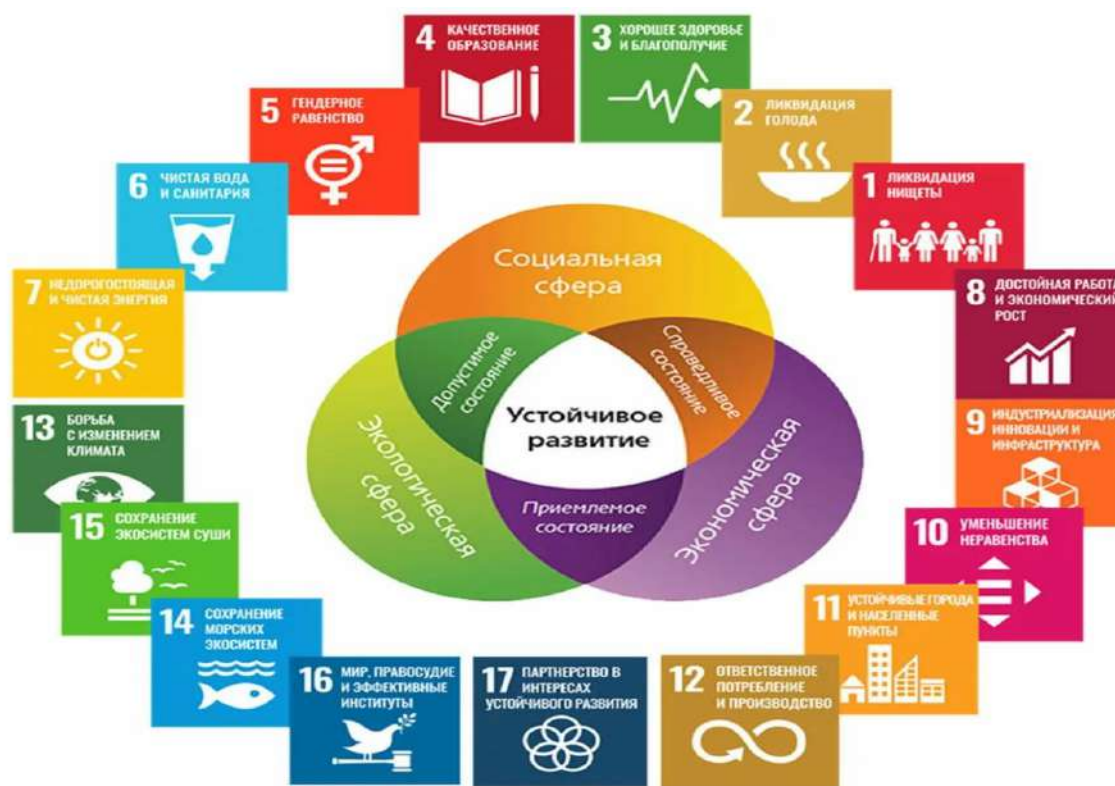 4 КАЧЕСТВЕННОЕ
ОБРАЗОВАНИЕ
3 ХОРОШЕЕ ЗДОРОВЬЕ
И БЛАГОПОЛУЧИЕ
5 ГЕНДЕРНОЕ
РАВЕНСТВО
2 ЛИКВИДАЦИЯ
ГОЛОДА
6 ЧИСТАЯ ВОДА
И САНИТАРИЯ
1 ЛИКВИДАЦИЯ
НИЩЕТЫ
7 НЕДОРОГОСТОЯЩАЯ
И ЧИСТАЯ ЭНЕРГИЯ
8 ДОСТОЙНАЯ РАБОТА
И ЭКОНОМИЧЕСКИЙ
РОСТ
Социальная
сфера
Допустимое
состояние
Справедливое
состояние
Устойчивое
развитие
Экологическая
сфера
Приемлемое
состояние
Экономическая
сфера
13 БОРЬБА
С ИЗМЕНЕНИЕМ
КЛИМАТА
9 ИНДУСТРИАЛИЗАЦИЯ
ИННОВАЦИИ И
ИНФРАСТРУКТУРА
15 СОХРАНЕНИЕ
ЭКОСИСТЕМ СУШИ
10 УМЕНЬШЕНИЕ
НЕРАВЕНСТВА
14 СОХРАНЕНИЕ
МОРСКИХ
ЭКОСИСТЕМ
11 УСТОЙЧИВЫЕ ГОРОДА
И НАСЕЛЕННЫЕ
ПУНКТЫ
16 МИР, ПРАВОСУДИЕ
И ЭФФЕКТИВНЫЕ
ИНСТИТУТЫ
17 ПАРТНЕРСТВО В
ИНТЕРЕСАХ
УСТОЙЧИВОГО РАЗВИТИЯ
12 ОТВЕТСТВЕННОЕ
ПОТРЕБЛЕНИЕ
И ПРОИЗВОДСТВО